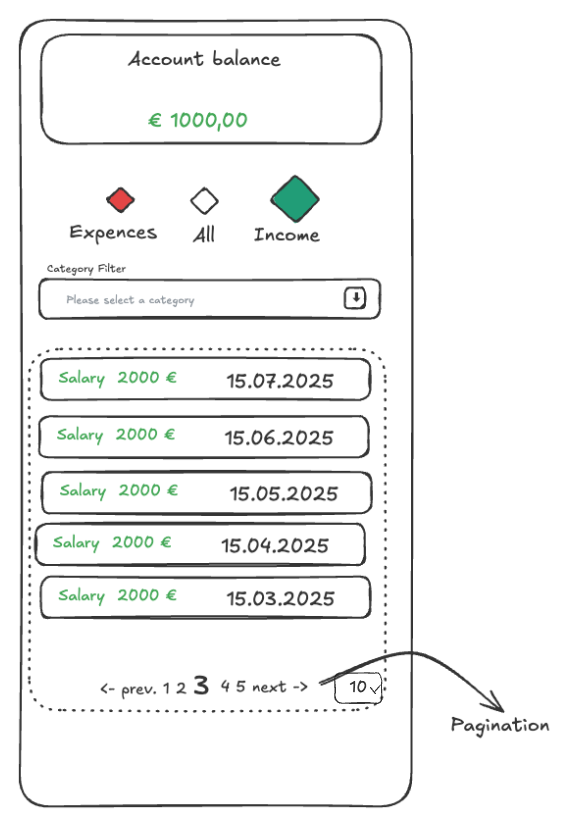 Account balance
€ 1000,00
Expences All Income
Category Filter
Please select a category
Salary 2000 € 15.07.2025
Salary 2000 € 15.06.2025
Salary 2000 € 15.05.2025
Salary 2000 € 15.04.2025
Salary 2000 € 15.03.2025
<- prev. 1 2 3 4 5 next -> 10
Pagination